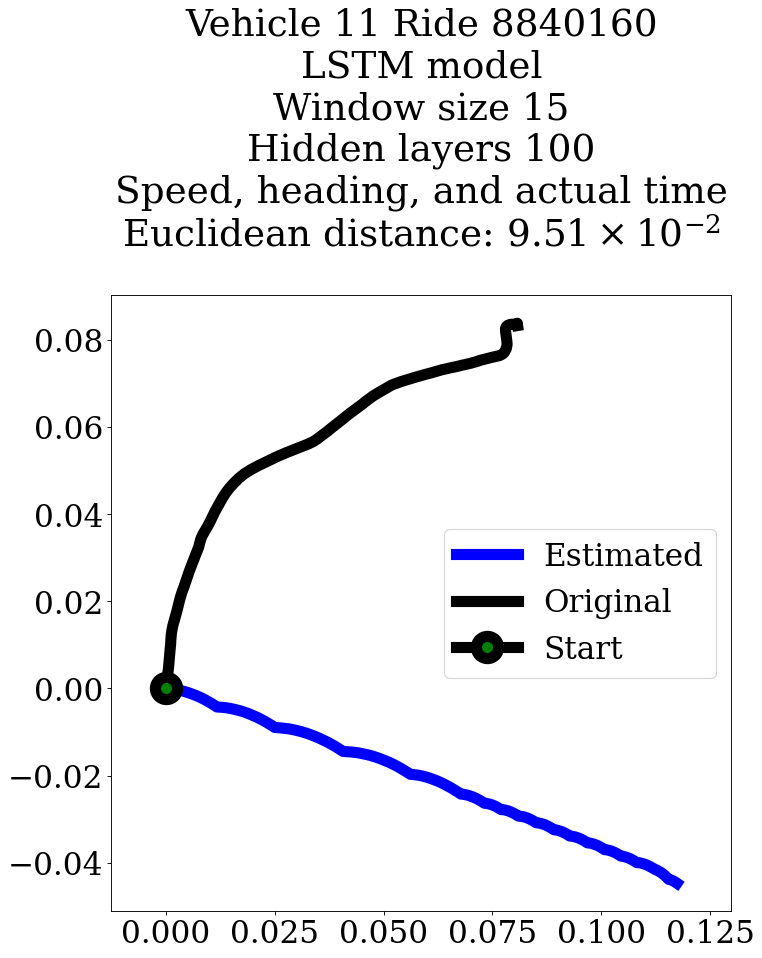 Vehicle 11 Ride 8840160
LSTM model
Window size 15
Hidden layers 100
Speed, heading, and actual time
Euclidean distance: 9.51 × 10⁻²
0.08
0.06
0.04
0.02
0.00
−0.02
−0.04
Estimated
Original
Start
0.000 0.025 0.050 0.075 0.100 0.125